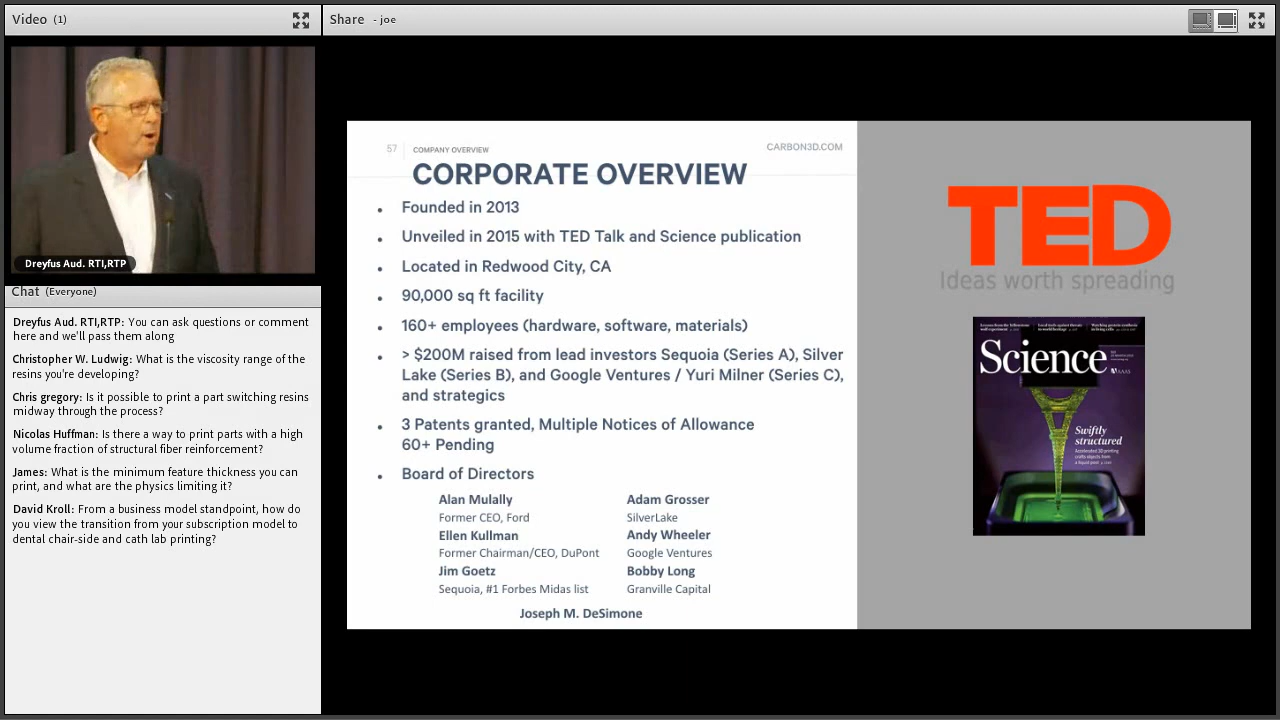 Video (1)
Share - joe
Dreyfus Aud. RTI,RTP
Chat (Everyone)
Dreyfus Aud. RTI,RTP: You can ask questions or comment
here and we'll pass them along
Christopher W. Ludwig: What is the viscosity range of the
resins you're developing?
Chris gregory: Is it possible to print a part switching resins
midway through the process?
Nicolas Huffman: Is there a way to print parts with a high
volume fraction of structural fiber reinforcement?
James: What is the minimum feature thickness you can
print, and what are the physics limiting it?
David Kroll: From a business model standpoint, how do
you view the transition from your subscription model to
dental chair-side and cath lab printing?
57 COMPANY OVERVIEW
CARBON3D.COM
CORPORATE OVERVIEW
• Founded in 2013
• Unveiled in 2015 with TED Talk and Science publication
• Located in Redwood City, CA
• 90,000 sq ft facility
• 160+ employees (hardware, software, materials)
• > $200M raised from lead investors Sequoia (Series A), Silver
Lake (Series B), and Google Ventures / Yuri Milner (Series C),
and strategics
• 3 Patents granted, Multiple Notices of Allowance
60+ Pending
• Board of Directors
Alan Mulally
Former CEO, Ford
Ellen Kullman
Former Chairman/CEO, DuPont
Jim Goetz
Sequoia, #1 Forbes Midas list
Adam Grosser
SilverLake
Andy Wheeler
Google Ventures
Bobby Long
Granville Capital
Joseph M. DeSimone
TED
Ideas worth spreading
Science
AAAS
Swiftly
structured